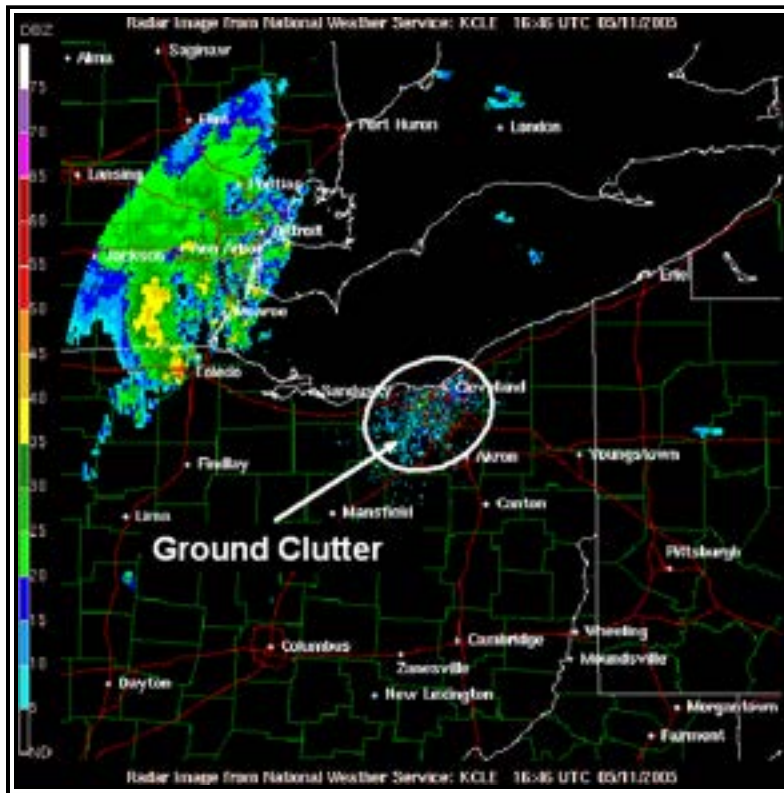 Radar Image from National Weather Service: KCLE 16:46 UTC 05/11/2005
DBZ
Alma
Saginaw
75
70
Flint
Port Huron
London
65
Lansing
Pontiac
60
Detroit
Jackson
Ann Arbor
55
Erie
50
Monroe
45
Toledo
Sandusky
Cleveland
40
35
Findlay
Akron
Youngstown
30
Lima
Mansfield
Canton
25
Ground Clutter
Pittsburgh
20
15
Columbus
Cambridge
Wheeling
10
Zanesville
Moundsville
Dayton
New Lexington
5
Morgantown
Fairmont
ND
Radar Image from National Weather Service: KCLE 16:46 UTC 05/11/2005